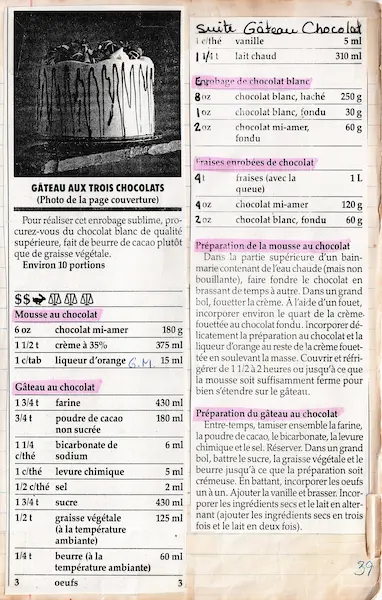 GÂTEAU AUX TROIS CHOCOLATS
(Photo de la page couverture)
Pour réaliser cet enrobage sublime, pro-
curez-vous du chocolat blanc de qualité
supérieure, fait de beurre de cacao plutôt
que de graisse végétale.
Environ 10 portions
$$
Mousse au chocolat
6 oz chocolat mi-amer 180 g
1 1/2 t crème à 35% 375 ml
1 c/tab liqueur d'orange G.M. 15 ml
Gâteau au chocolat
1 3/4 t farine 430 ml
3/4 t poudre de cacao 180 ml
non sucrée
1 1/4 bicarbonate de 6 ml
c/thé sodium
1 c/thé levure chimique 5 ml
1/2 c/thé sel 2 ml
1 3/4 t sucre 430 ml
1/2 t graisse végétale 125 ml
(à la température
ambiante)
1/4 t beurre (à la 60 ml
température ambiante)
3 oeufs 3
Suite Gâteau Chocolat
1 c/thé vanille 5 ml
1 1/4 t lait chaud 310 ml
Enrobage de chocolat blanc
8 oz chocolat blanc, haché 250 g
1 oz chocolat blanc, fondu 30 g
2 oz chocolat mi-amer, 60 g
fondu
Fraises enrobées de chocolat
4 t fraises (avec la 1 L
queue)
4 oz chocolat mi-amer 120 g
2 oz chocolat blanc, fondu 60 g
Préparation de la mousse au chocolat
Dans la partie supérieure d'un bain-
marie contenant de l'eau chaude (mais non
bouillante), faire fondre le chocolat en
brassant de temps à autre. Dans un grand
bol, fouetter la crème. À l'aide d'un fouet,
incorporer environ le quart de la crème
fouettée au chocolat fondu. Incorporer dé-
licatement la préparation au chocolat et la
liqueur d'orange au reste de la crème fouet-
tée en soulevant la masse. Couvrir et réfri-
gérer de 1 1/2 à 2 heures ou jusqu'à ce que
la mousse soit suffisamment ferme pour
bien s'étendre sur le gâteau.
Préparation du gâteau au chocolat
Entre-temps, tamiser ensemble la farine,
la poudre de cacao, le bicarbonate, la levure
chimique et le sel. Réserver. Dans un grand
bol, battre le sucre, la graisse végétale et le
beurre jusqu'à ce que la préparation soit
crémeuse. En battant, incorporer les oeufs
un à un. Ajouter la vanille et brasser. Incor-
porer les ingrédients secs et le lait en alter-
nant (ajouter les ingrédients secs en trois
fois et le lait en deux fois).
39